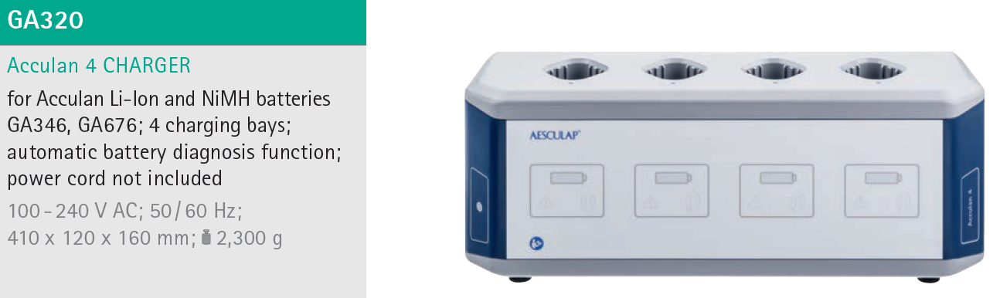 GA320
Acculan 4 CHARGER
for Acculan Li-Ion and NiMH batteries
GA346, GA676; 4 charging bays;
automatic battery diagnosis function;
power cord not included
100-240 V AC; 50/60 Hz;
410 x 120 x 160 mm; 2,300 g
AESCULAP®
Acculan 4